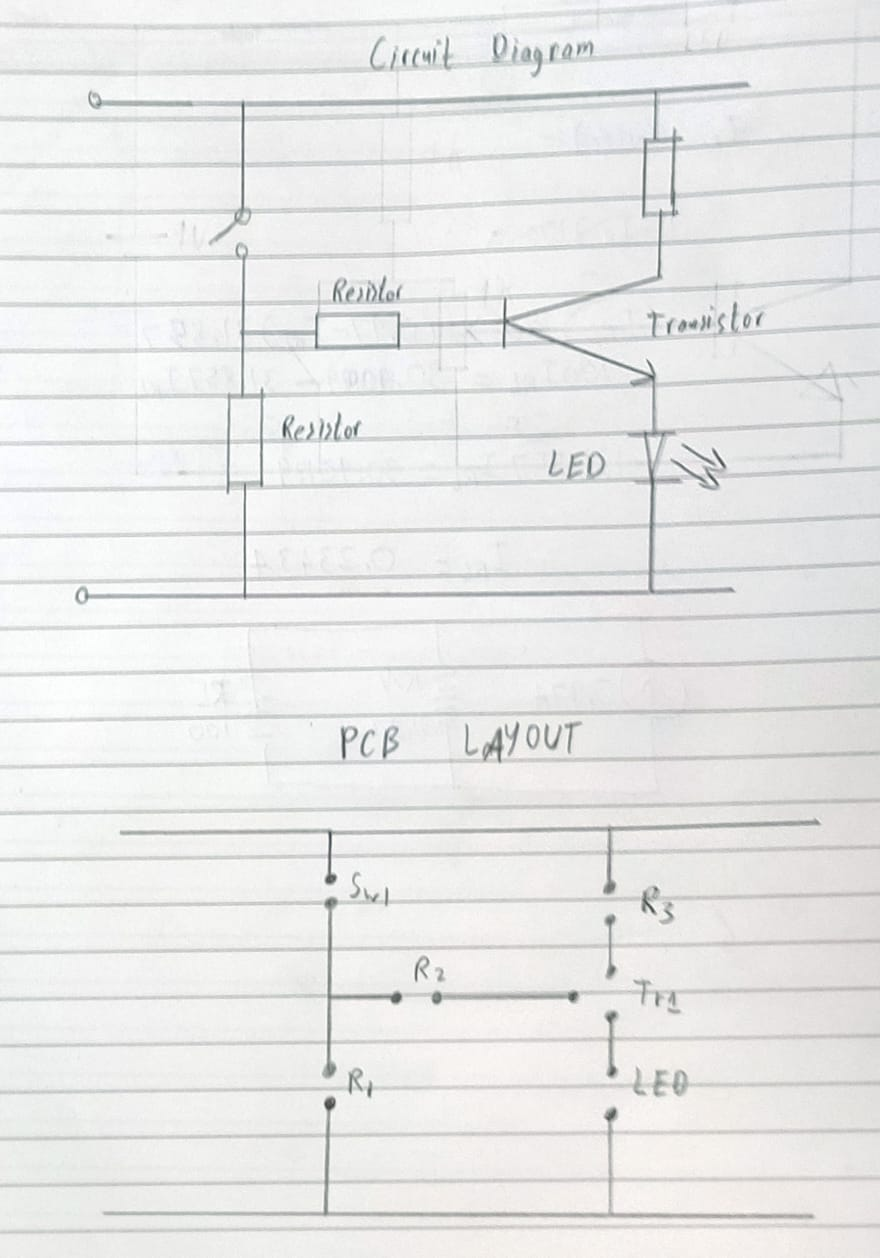 Circuit Diagram
Resistor
Transistor
Resistor
LED
PCB LAYOUT
Sw1
R3
R2
Tr1
R1
LED